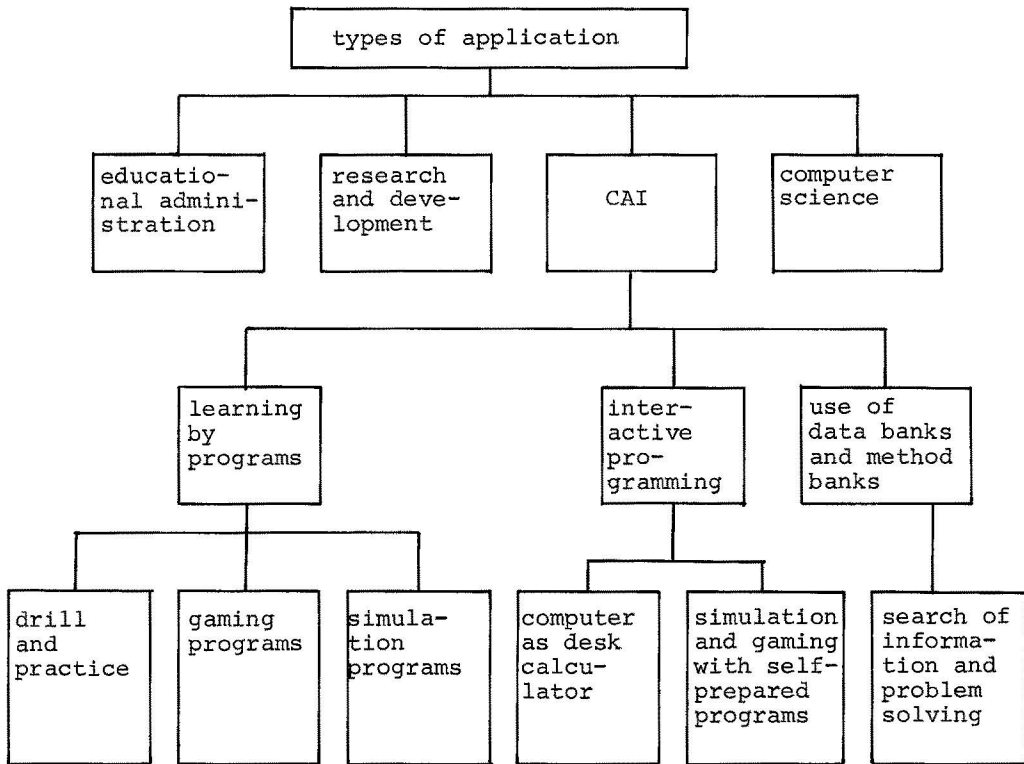 types of application
educatio-
nal admini-
stration
research
and deve-
lopment
CAI
computer
science
learning
by
programs
inter-
active
pro-
gramming
use of
data banks
and method
banks
drill
and
practice
gaming
programs
simula-
tion
programs
computer
as desk
calcu-
lator
simulation
and gaming
with self-
prepared
programs
search of
informa-
tion and
problem
solving